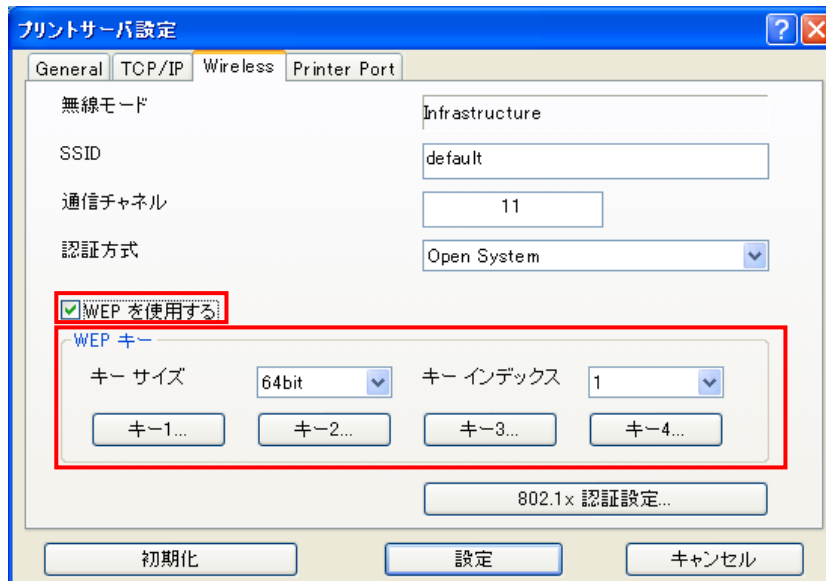 プリントサーバ設定
General TCP/IP Wireless Printer Port
無線モード Infrastructure
SSID default
通信チャネル 11
認証方式 Open System
WEP を使用する
WEP キー
キー サイズ 64bit キー インデックス 1
キー1... キー2... キー3... キー4...
802.1x 認証設定...
初期化 設定 キャンセル